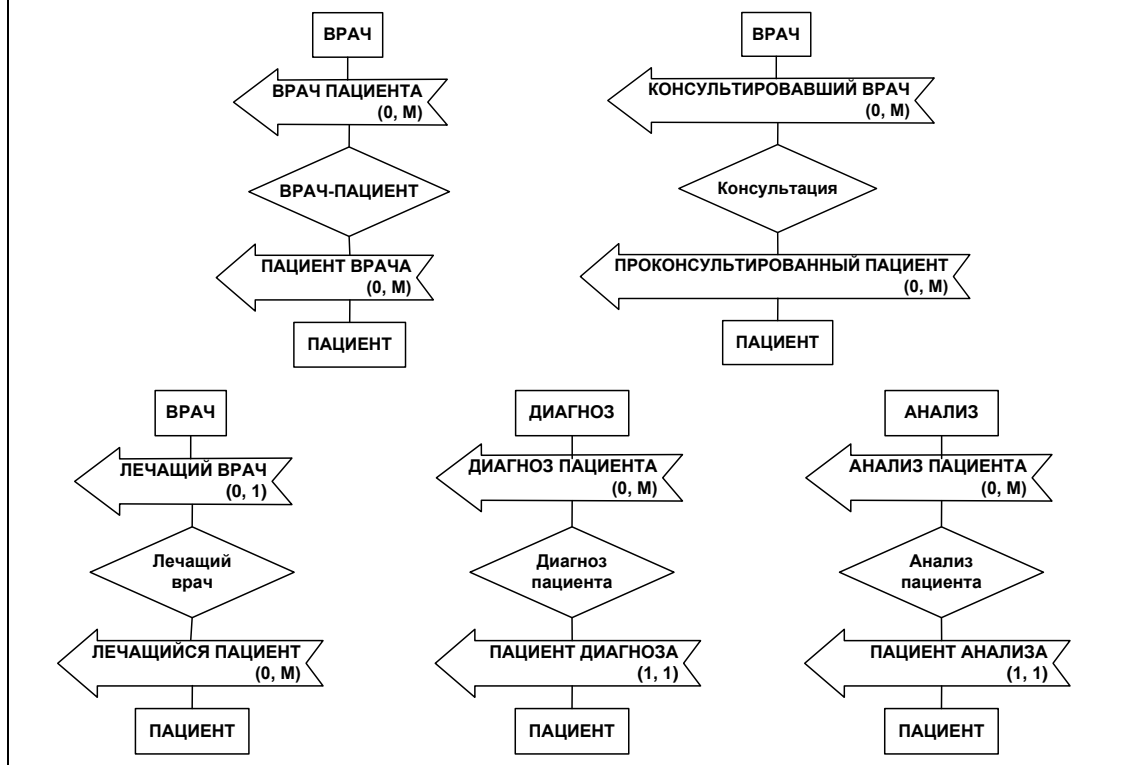 ВРАЧ
ВРАЧ ПАЦИЕНТА
(0, М)
ВРАЧ-ПАЦИЕНТ
ПАЦИЕНТ ВРАЧА
(0, М)
ПАЦИЕНТ
ВРАЧ
КОНСУЛЬТИРОВАВШИЙ ВРАЧ
(0, М)
Консультация
ПРОКОНСУЛЬТИРОВАННЫЙ ПАЦИЕНТ
(0, М)
ПАЦИЕНТ
ВРАЧ
ЛЕЧАЩИЙ ВРАЧ
(0, 1)
Лечащий
врач
ЛЕЧАЩИЙСЯ ПАЦИЕНТ
(0, М)
ПАЦИЕНТ
ДИАГНОЗ
ДИАГНОЗ ПАЦИЕНТА
(0, М)
Диагноз
пациента
ПАЦИЕНТ ДИАГНОЗА
(1, 1)
ПАЦИЕНТ
АНАЛИЗ
АНАЛИЗ ПАЦИЕНТА
(0, М)
Анализ
пациента
ПАЦИЕНТ АНАЛИЗА
(1, 1)
ПАЦИЕНТ